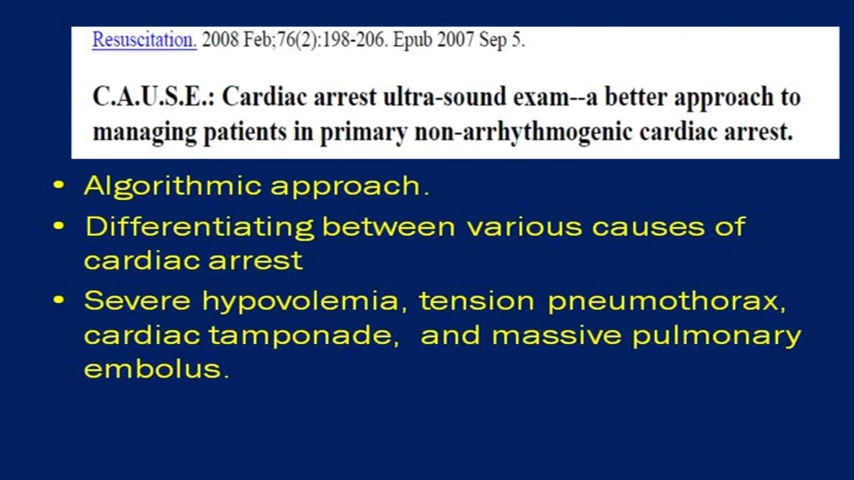 Resuscitation. 2008 Feb;76(2):198-206. Epub 2007 Sep 5.
C.A.U.S.E.: Cardiac arrest ultra-sound exam--a better approach to
managing patients in primary non-arrhythmogenic cardiac arrest.
• Algorithmic approach.
• Differentiating between various causes of
cardiac arrest
• Severe hypovolemia, tension pneumothorax,
cardiac tamponade, and massive pulmonary
embolus.